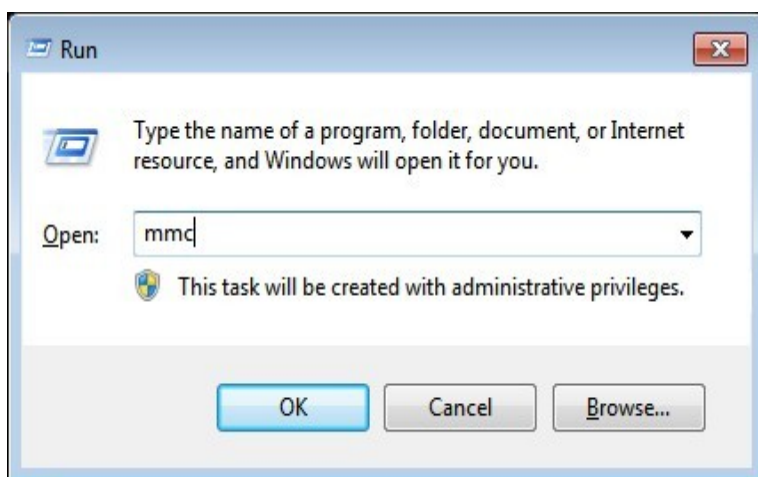 Run
Type the name of a program, folder, document, or Internet
resource, and Windows will open it for you.
Open: mmc
This task will be created with administrative privileges.
OK Cancel Browse...